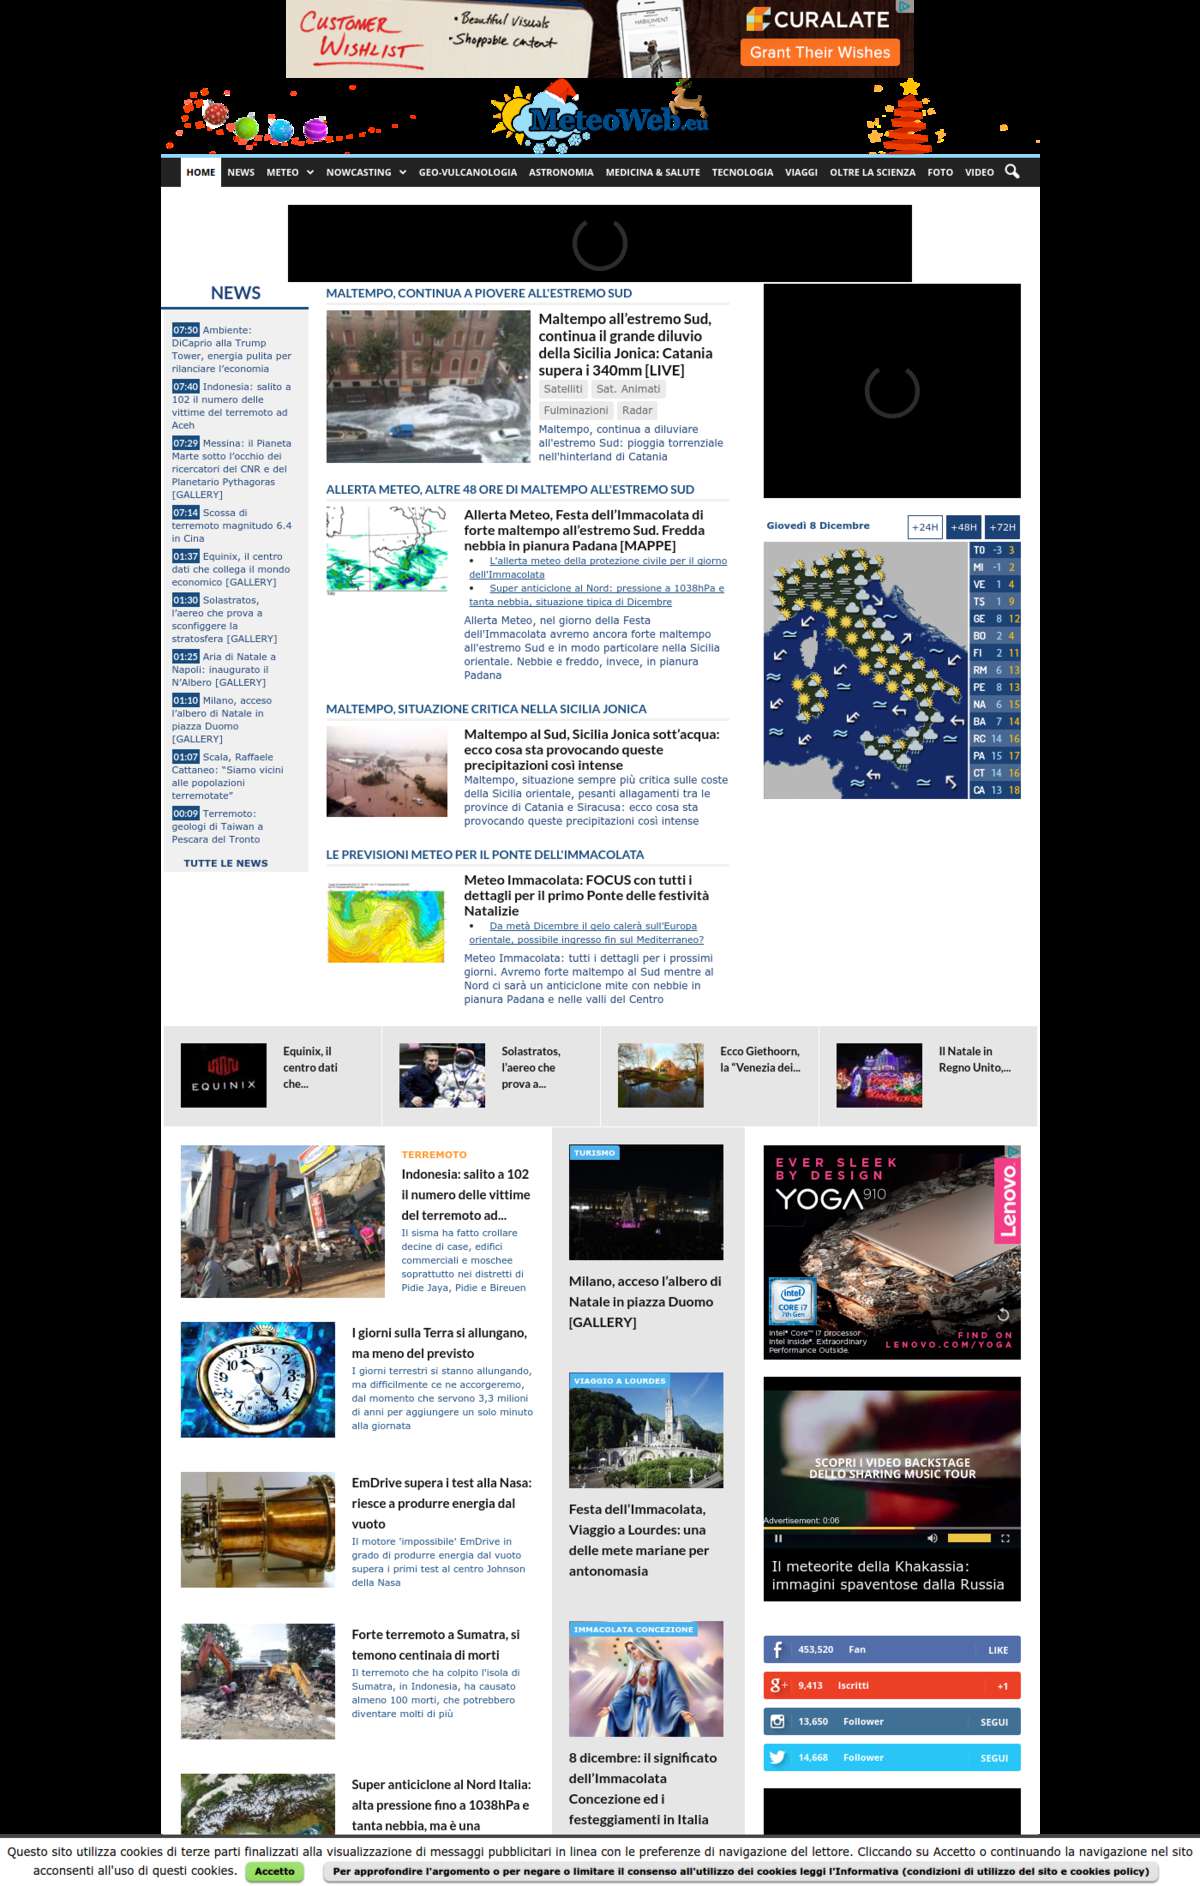 CUSTOMER
WISHLIST
• Beautiful Visuals
• Shoppable Content
HABILIMENT
CURALATE
Grant Their Wishes
MeteoWeb.eu
HOME NEWS METEO NOWCASTING GEO-VULCANOLOGIA ASTRONOMIA MEDICINA & SALUTE TECNOLOGIA VIAGGI OLTRE LA SCIENZA FOTO VIDEO
NEWS
07:50 Ambiente:
DiCaprio alla Trump
Tower, energia pulita per
rilanciare l’economia
07:40 Indonesia: salito a
102 il numero delle
vittime del terremoto ad
Aceh
07:29 Messina: il Pianeta
Marte sotto l’occhio dei
ricercatori del CNR e del
Planetario Pythagoras
[GALLERY]
07:14 Scossa di
terremoto magnitudo 6.4
in Cina
01:37 Equinix, il centro
dati che collega il mondo
economico [GALLERY]
01:30 Solastratos,
l’aereo che prova a
sconfiggere la
stratosfera [GALLERY]
01:25 Aria di Natale a
Napoli: inaugurato il
N’Albero [GALLERY]
01:10 Milano, acceso
l’albero di Natale in
piazza Duomo
[GALLERY]
01:07 Scala, Raffaele
Cattaneo: “Siamo vicini
alle popolazioni
terremotate”
00:09 Terremoto:
geologi di Taiwan a
Pescara del Tronto
TUTTE LE NEWS
MALTEMPO, CONTINUA A PIOVERE ALL'ESTREMO SUD
Maltempo all’estremo Sud,
continua il grande diluvio
della Sicilia Jonica: Catania
supera i 340mm [LIVE]
Satelliti Sat. Animati
Fulminazioni Radar
Maltempo, continua a diluviare
all'estremo Sud: pioggia torrenziale
nell'hinterland di Catania
ALLERTA METEO, ALTRE 48 ORE DI MALTEMPO ALL'ESTREMO SUD
Allerta Meteo, Festa dell’Immacolata di
forte maltempo all’estremo Sud. Fredda
nebbia in pianura Padana [MAPPE]
• L'allerta meteo della protezione civile per il giorno
dell'Immacolata
• Super anticiclone al Nord: pressione a 1038hPa e
tanta nebbia, situazione tipica di Dicembre
Allerta Meteo, nel giorno della Festa
dell'Immacolata avremo ancora forte maltempo
all'estremo Sud e in modo particolare nella Sicilia
orientale. Nebbie e freddo, invece, in pianura
Padana
MALTEMPO, SITUAZIONE CRITICA NELLA SICILIA JONICA
Maltempo al Sud, Sicilia Jonica sott’acqua:
ecco cosa sta provocando queste
precipitazioni così intense
Maltempo, situazione sempre più critica sulle coste
della Sicilia orientale, pesanti allagamenti tra le
province di Catania e Siracusa: ecco cosa sta
provocando queste precipitazioni così intense
LE PREVISIONI METEO PER IL PONTE DELL'IMMACOLATA
Meteo Immacolata: FOCUS con tutti i
dettagli per il primo Ponte delle festività
Natalizie
• Da metà Dicembre il gelo calerà sull'Europa
orientale, possibile ingresso fin sul Mediterraneo?
Meteo Immacolata: tutti i dettagli per i prossimi
giorni. Avremo forte maltempo al Sud mentre al
Nord ci sarà un anticiclone mite con nebbie in
pianura Padana e nelle valli del Centro
Giovedì 8 Dicembre +24H +48H +72H
TO -3 3
MI -1 2
VE 1 4
TS 1 9
GE 8 12
BO 2 4
FI 2 11
RM 6 13
PE 8 13
NA 6 15
BA 7 14
RC 14 16
PA 15 17
CT 14 16
CA 13 18
EQUINIX
Equinix, il
centro dati
che...
Solastratos,
l’aereo che
prova a...
Ecco Giethoorn,
la “Venezia dei...
Il Natale in
Regno Unito,...
TERREMOTO
Indonesia: salito a 102
il numero delle vittime
del terremoto ad...
Il sisma ha fatto crollare
decine di case, edifici
commerciali e moschee
soprattutto nei distretti di
Pidie Jaya, Pidie e Bireuen
I giorni sulla Terra si allungano,
ma meno del previsto
I giorni terrestri si stanno allungando,
ma difficilmente ce ne accorgeremo,
dal momento che servono 3,3 milioni
di anni per aggiungere un solo minuto
alla giornata
EmDrive supera i test alla Nasa:
riesce a produrre energia dal
vuoto
Il motore 'impossibile' EmDrive in
grado di produrre energia dal vuoto
supera i primi test al centro Johnson
della Nasa
Forte terremoto a Sumatra, si
temono centinaia di morti
Il terremoto che ha colpito l'isola di
Sumatra, in Indonesia, ha causato
almeno 100 morti, che potrebbero
diventare molti di più
Super anticiclone al Nord Italia:
alta pressione fino a 1038hPa e
tanta nebbia, ma è una
TURISMO
Milano, acceso l’albero di
Natale in piazza Duomo
[GALLERY]
VIAGGIO A LOURDES
Festa dell’Immacolata,
Viaggio a Lourdes: una
delle mete mariane per
antonomasia
IMMACOLATA CONCEZIONE
8 dicembre: il significato
dell’Immacolata
Concezione ed i
festeggiamenti in Italia
EVER SLEEK
BY DESIGN
YOGA 910
Lenovo
intel
CORE i7
7th Gen
Intel® Core™ i7 processor
Intel Inside®. Extraordinary
Performance Outside.
FIND ON
LENOVO.COM/YOGA
SCOPRI I VIDEO BACKSTAGE
DELLO SHARING MUSIC TOUR
Advertisement: 0:06
Il meteorite della Khakassia:
immagini spaventose dalla Russia
453,520 Fan LIKE
9,413 Iscritti +1
13,650 Follower SEGUI
14,668 Follower SEGUI
Questo sito utilizza cookies di terze parti finalizzati alla visualizzazione di messaggi pubblicitari in linea con le preferenze di navigazione del lettore. Cliccando su Accetto o continuando la navigazione nel sito
acconsenti all'uso di questi cookies. Accetto Per approfondire l'argomento o per negare o limitare il consenso all'utilizzo dei cookies leggi l'Informativa (condizioni di utilizzo del sito e cookies policy)